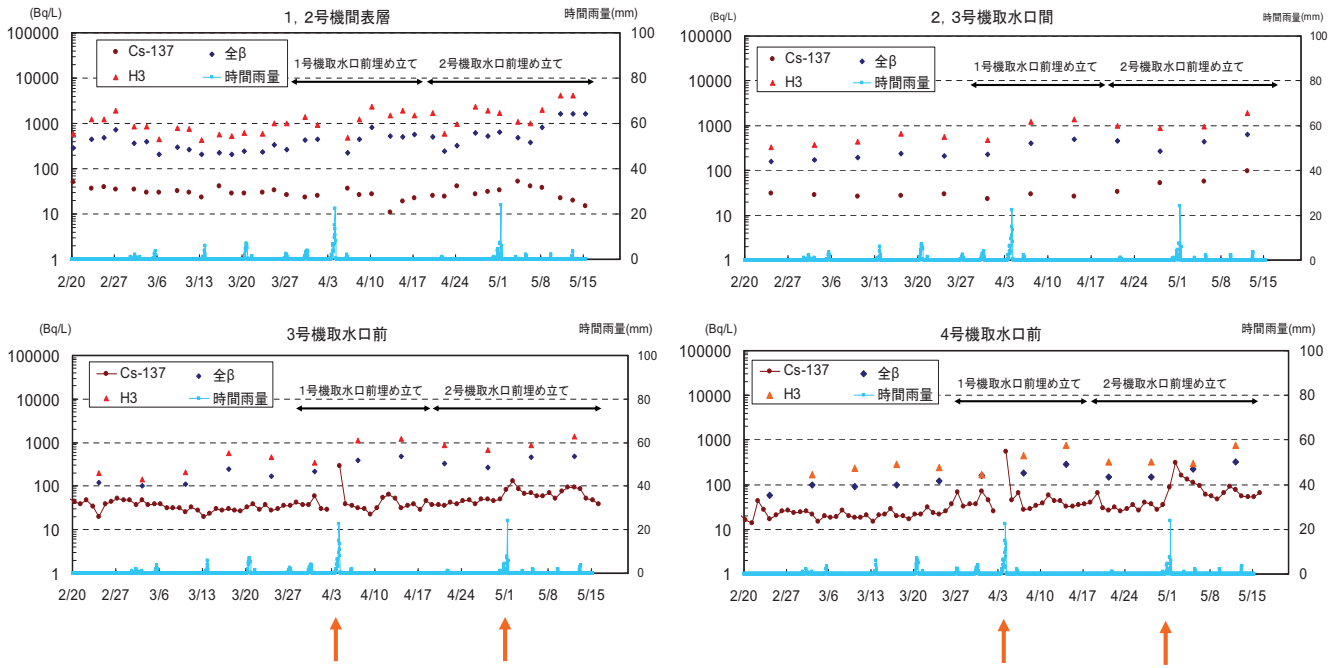 (Bq/L) 1，2号機間表層 時間雨量(mm)
100000 100
10000 80
1000 60
100 40
10 20
1 0
Cs-137 全β
H3 時間雨量
1号機取水口前埋め立て 2号機取水口前埋め立て
2/20 2/27 3/6 3/13 3/20 3/27 4/3 4/10 4/17 4/24 5/1 5/8 5/15
(Bq/L) 2，3号機取水口間 時間雨量(mm)
100000 100
10000 80
1000 60
100 40
10 20
1 0
Cs-137 全β
H3 時間雨量
1号機取水口前埋め立て 2号機取水口前埋め立て
2/20 2/27 3/6 3/13 3/20 3/27 4/3 4/10 4/17 4/24 5/1 5/8 5/15
(Bq/L) 3号機取水口前 時間雨量(mm)
100000 100
10000 80
1000 60
100 40
10 20
1 0
Cs-137 全β
H3 時間雨量
1号機取水口前埋め立て 2号機取水口前埋め立て
2/20 2/27 3/6 3/13 3/20 3/27 4/3 4/10 4/17 4/24 5/1 5/8 5/15
(Bq/L) 4号機取水口前 時間雨量(mm)
100000 100
10000 80
1000 60
100 40
10 20
1 0
Cs-137 全β
H3 時間雨量
1号機取水口前埋め立て 2号機取水口前埋め立て
2/20 2/27 3/6 3/13 3/20 3/27 4/3 4/10 4/17 4/24 5/1 5/8 5/15